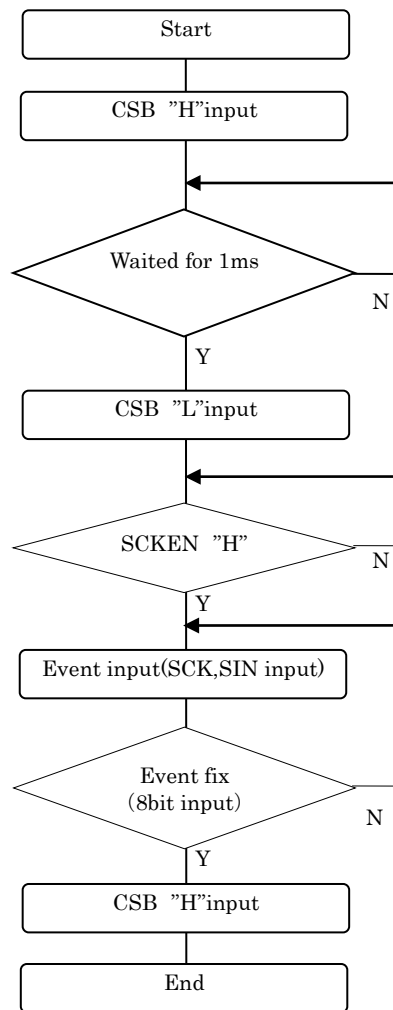 Start
CSB ”H”input
Waited for 1ms
N
Y
CSB ”L”input
SCKEN ”H”
N
Y
Event input(SCK,SIN input)
Event fix
(8bit input)
N
Y
CSB ”H”input
End